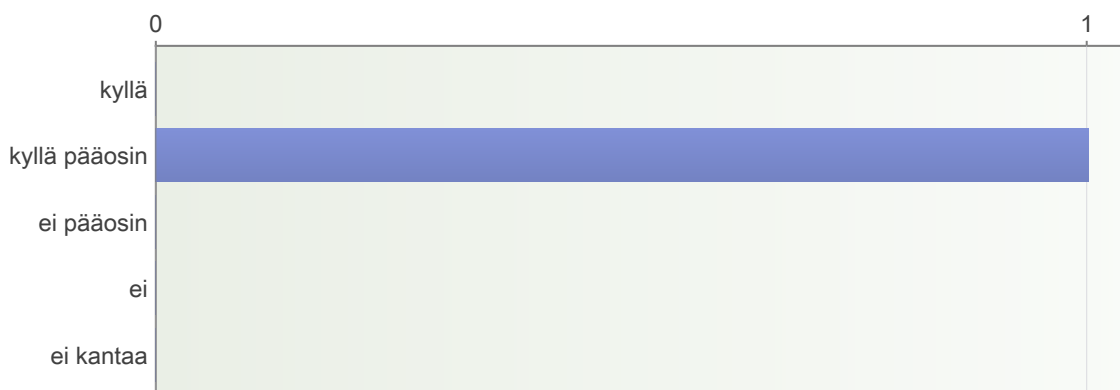 0 1
kyllä
kyllä pääosin
ei pääosin
ei
ei kantaa